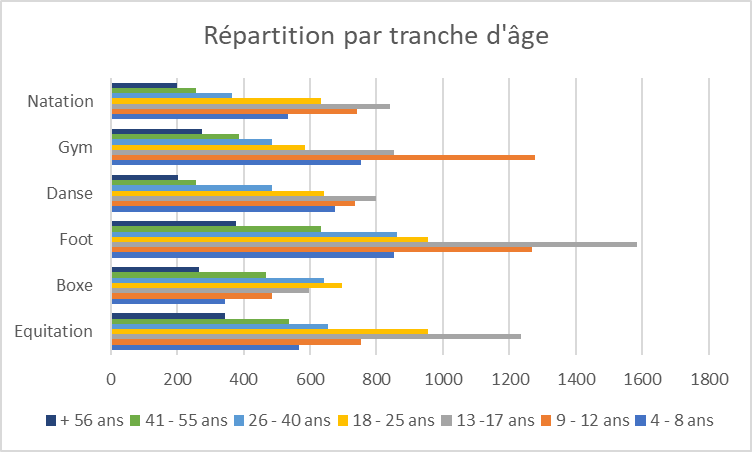 Répartition par tranche d'âge
Natation
Gym
Danse
Foot
Boxe
Equitation
0 200 400 600 800 1000 1200 1400 1600 1800
+ 56 ans 41 - 55 ans 26 - 40 ans 18 - 25 ans 13 -17 ans 9 - 12 ans 4 - 8 ans